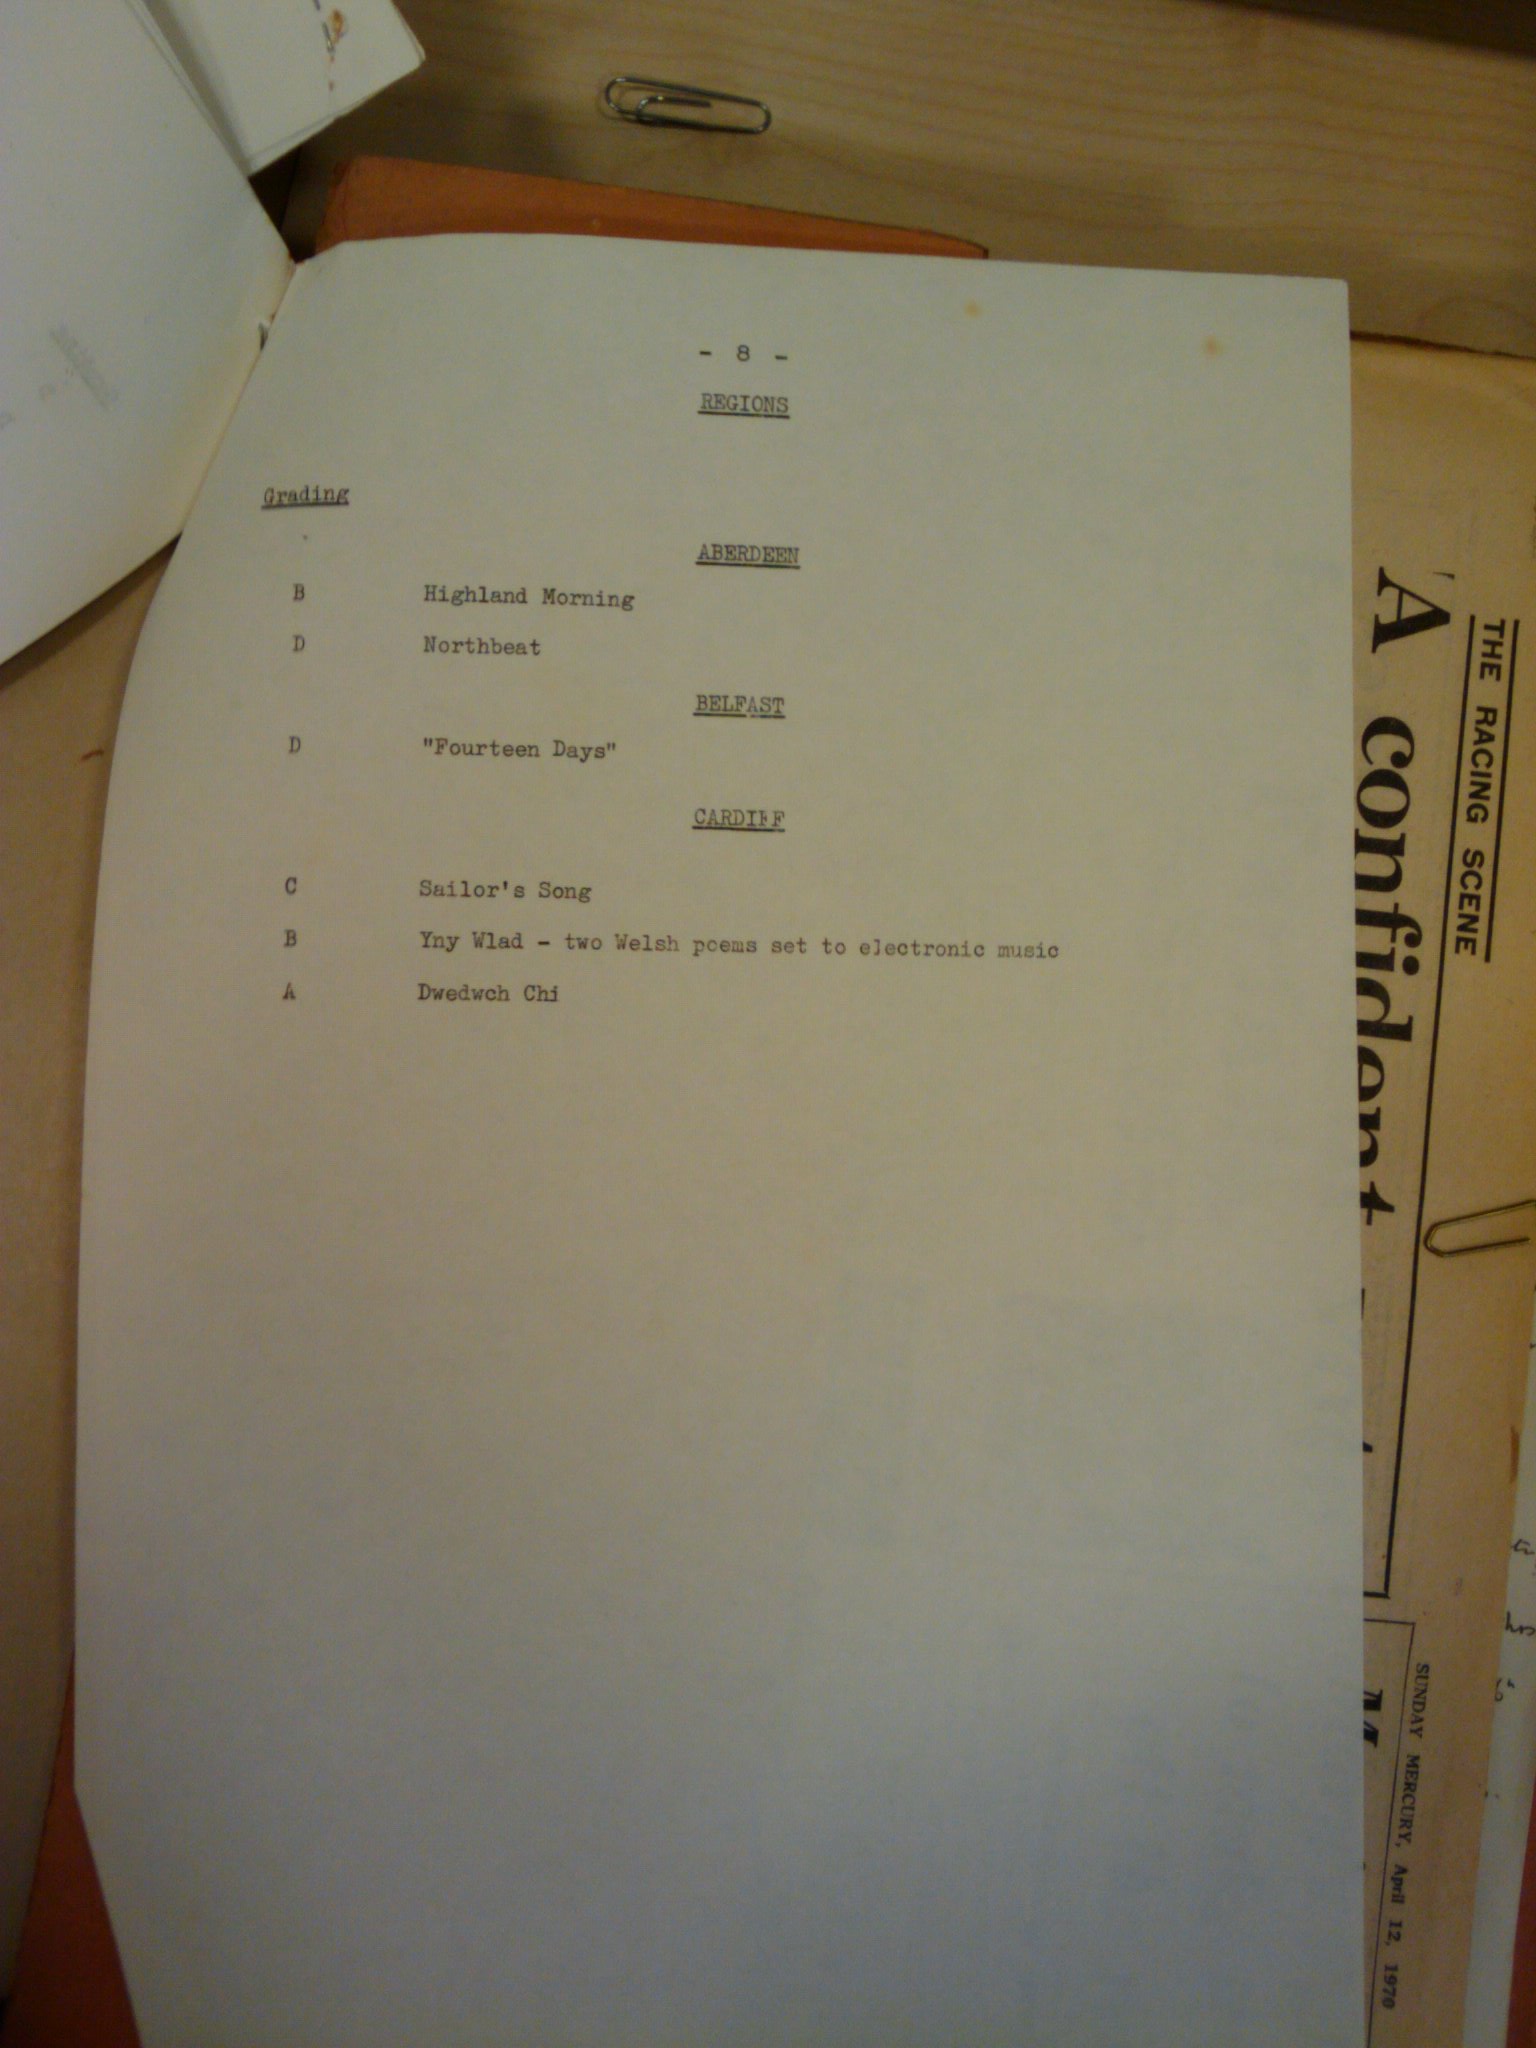 - 8 -
REGIONS
Grading
ABERDEEN
B Highland Morning
D Northbeat
BELFAST
D "Fourteen Days"
CARDIFF
C Sailor's Song
B Yny Wlad - two Welsh poems set to electronic music
A Dwedwch Chi
THE RACING SCENE
'A confident
SUNDAY MERCURY, April 12, 1970